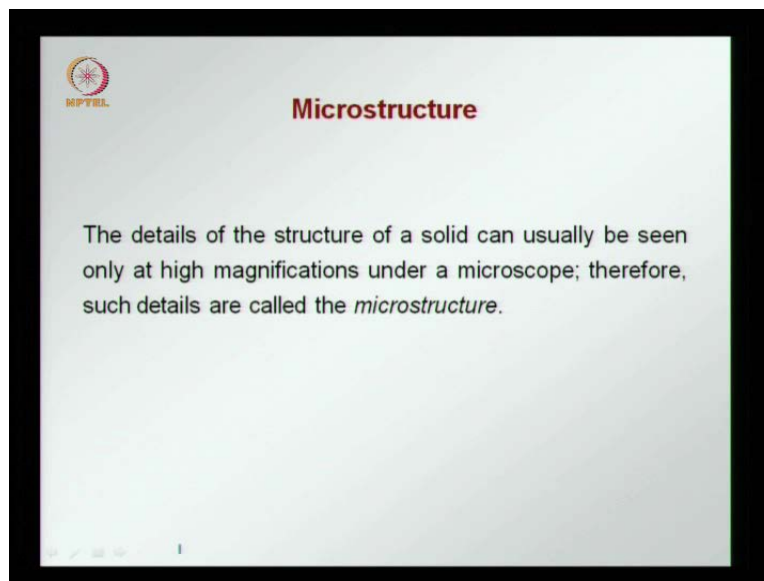 NPTEL
Microstructure
The details of the structure of a solid can usually be seen
only at high magnifications under a microscope; therefore,
such details are called the microstructure.